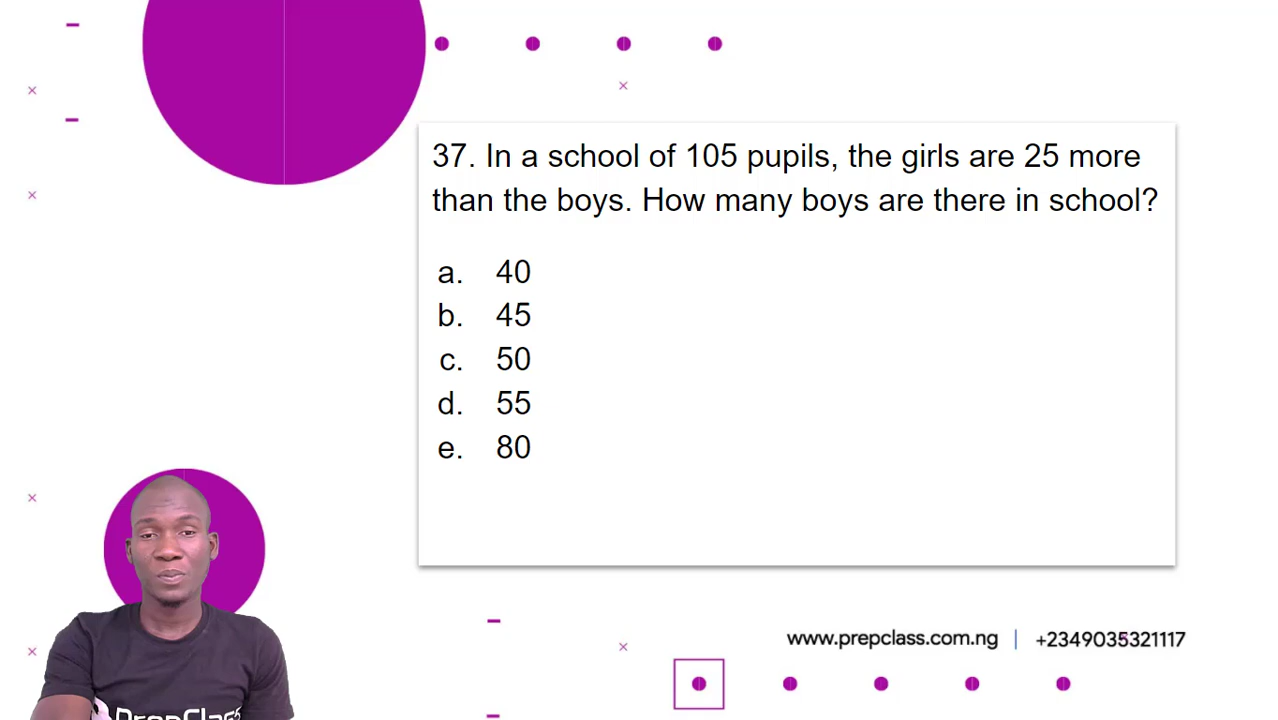 37. In a school of 105 pupils, the girls are 25 more
than the boys. How many boys are there in school?
a. 40
b. 45
c. 50
d. 55
e. 80
www.prepclass.com.ng | +2349035321117
PrepClass